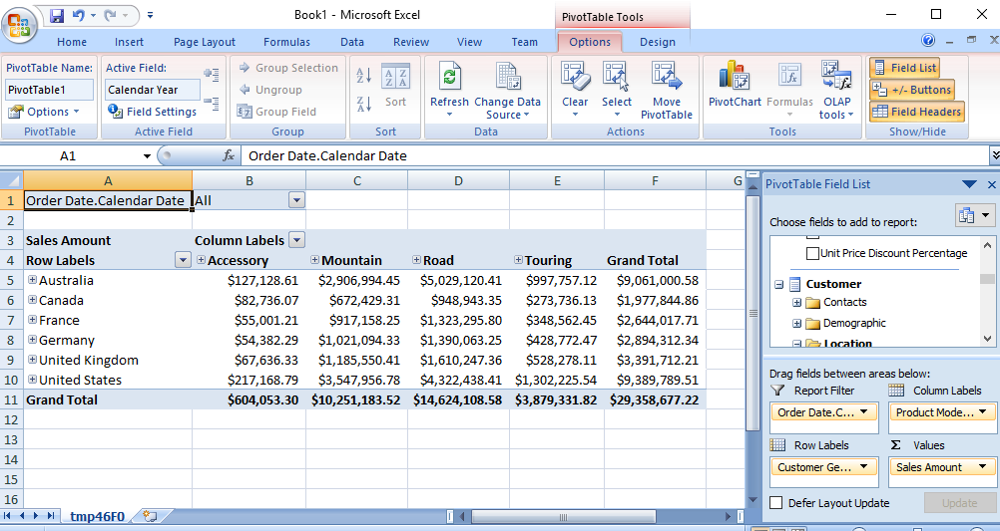 Book1 - Microsoft Excel
PivotTable Tools
Home Insert Page Layout Formulas Data Review View Team Options Design
PivotTable Name:
PivotTable1
Options
PivotTable
Active Field:
Calendar Year
Field Settings
Active Field
Group Selection
Ungroup
Group Field
Group
Sort
Sort
Refresh
Change Data Source
Data
Clear
Select
Move PivotTable
Actions
PivotChart
Formulas
OLAP tools
Tools
Field List
+/- Buttons
Field Headers
Show/Hide
A1 fx Order Date.Calendar Date
A B C D E F G
1 Order Date.Calendar Date All
2
3 Sales Amount Column Labels
4 Row Labels Accessory Mountain Road Touring Grand Total
5 Australia $127,128.61 $2,906,994.45 $5,029,120.41 $997,757.12 $9,061,000.58
6 Canada $82,736.07 $672,429.31 $948,943.35 $273,736.13 $1,977,844.86
7 France $55,001.21 $917,158.25 $1,323,295.80 $348,562.45 $2,644,017.71
8 Germany $54,382.29 $1,021,094.33 $1,390,063.25 $428,772.47 $2,894,312.34
9 United Kingdom $67,636.33 $1,185,550.41 $1,610,247.36 $528,278.11 $3,391,712.21
10 United States $217,168.79 $3,547,956.78 $4,322,438.41 $1,302,225.54 $9,389,789.51
11 Grand Total $604,053.30 $10,251,183.52 $14,624,108.58 $3,879,331.82 $29,358,677.22
12
13
14
15
16
tmp46F0
PivotTable Field List
Choose fields to add to report:
Unit Price Discount Percentage
Customer
Contacts
Demographic
Location
Drag fields between areas below:
Report Filter Column Labels
Order Date.C... Product Mode...
Row Labels Σ Values
Customer Ge... Sales Amount
Defer Layout Update Update